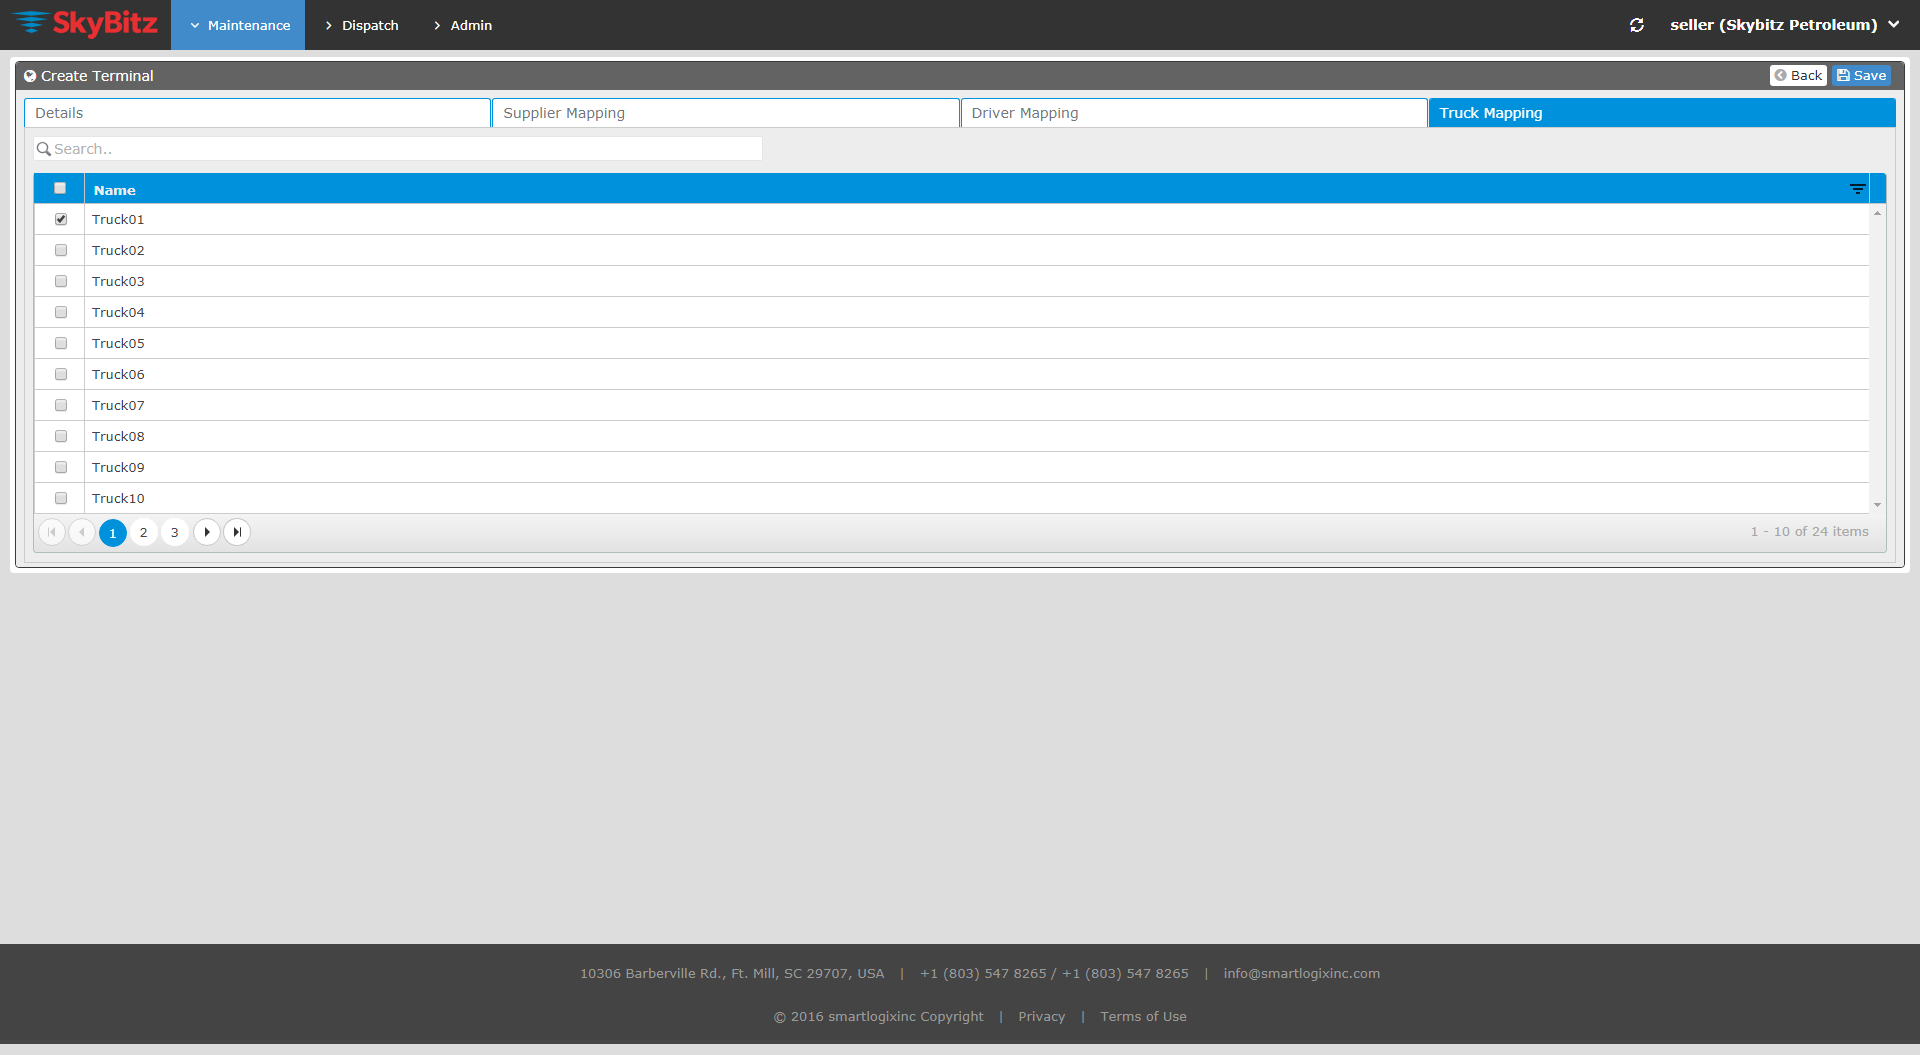 SkyBitz Maintenance Dispatch Admin seller (Skybitz Petroleum)
Create Terminal Back Save
Details Supplier Mapping Driver Mapping Truck Mapping
Search..
Name
Truck01
Truck02
Truck03
Truck04
Truck05
Truck06
Truck07
Truck08
Truck09
Truck10
1 2 3 1 - 10 of 24 items
10306 Barberville Rd., Ft. Mill, SC 29707, USA | +1 (803) 547 8265 / +1 (803) 547 8265 | info@smartlogixinc.com
© 2016 smartlogixinc Copyright | Privacy | Terms of Use